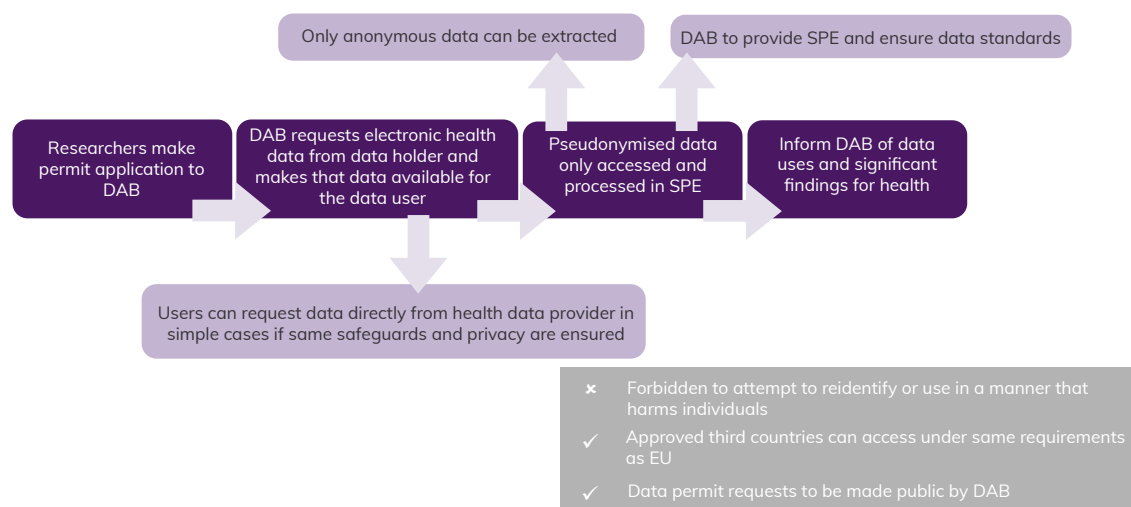 Only anonymous data can be extracted
DAB to provide SPE and ensure data standards
Researchers make
permit application to
DAB
DAB requests electronic health
data from data holder and
makes that data available for
the data user
Pseudonymised data
only accessed and
processed in SPE
Inform DAB of data
uses and significant
findings for health
Users can request data directly from health data provider in
simple cases if same safeguards and privacy are ensured
✘ Forbidden to attempt to reidentify or use in a manner that
harms individuals
✓ Approved third countries can access under same requirements
as EU
✓ Data permit requests to be made public by DAB